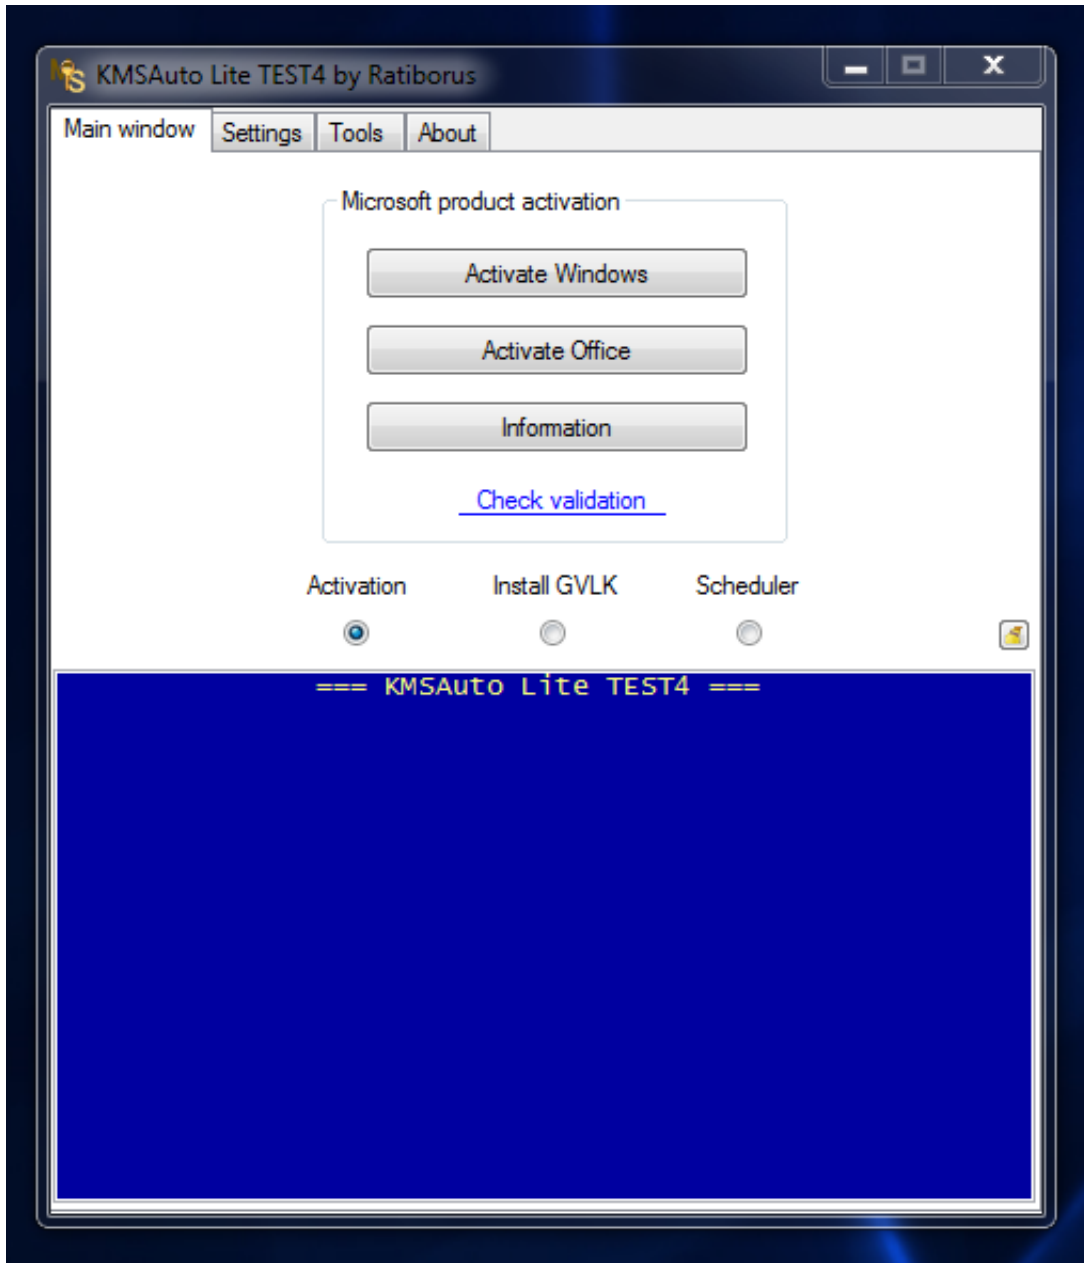 KMSAuto Lite TEST4 by Ratiborus
Main window Settings Tools About
Microsoft product activation
Activate Windows
Activate Office
Information
Check validation
Activation Install GVLK Scheduler
=== KMSAuto Lite TEST4 ===